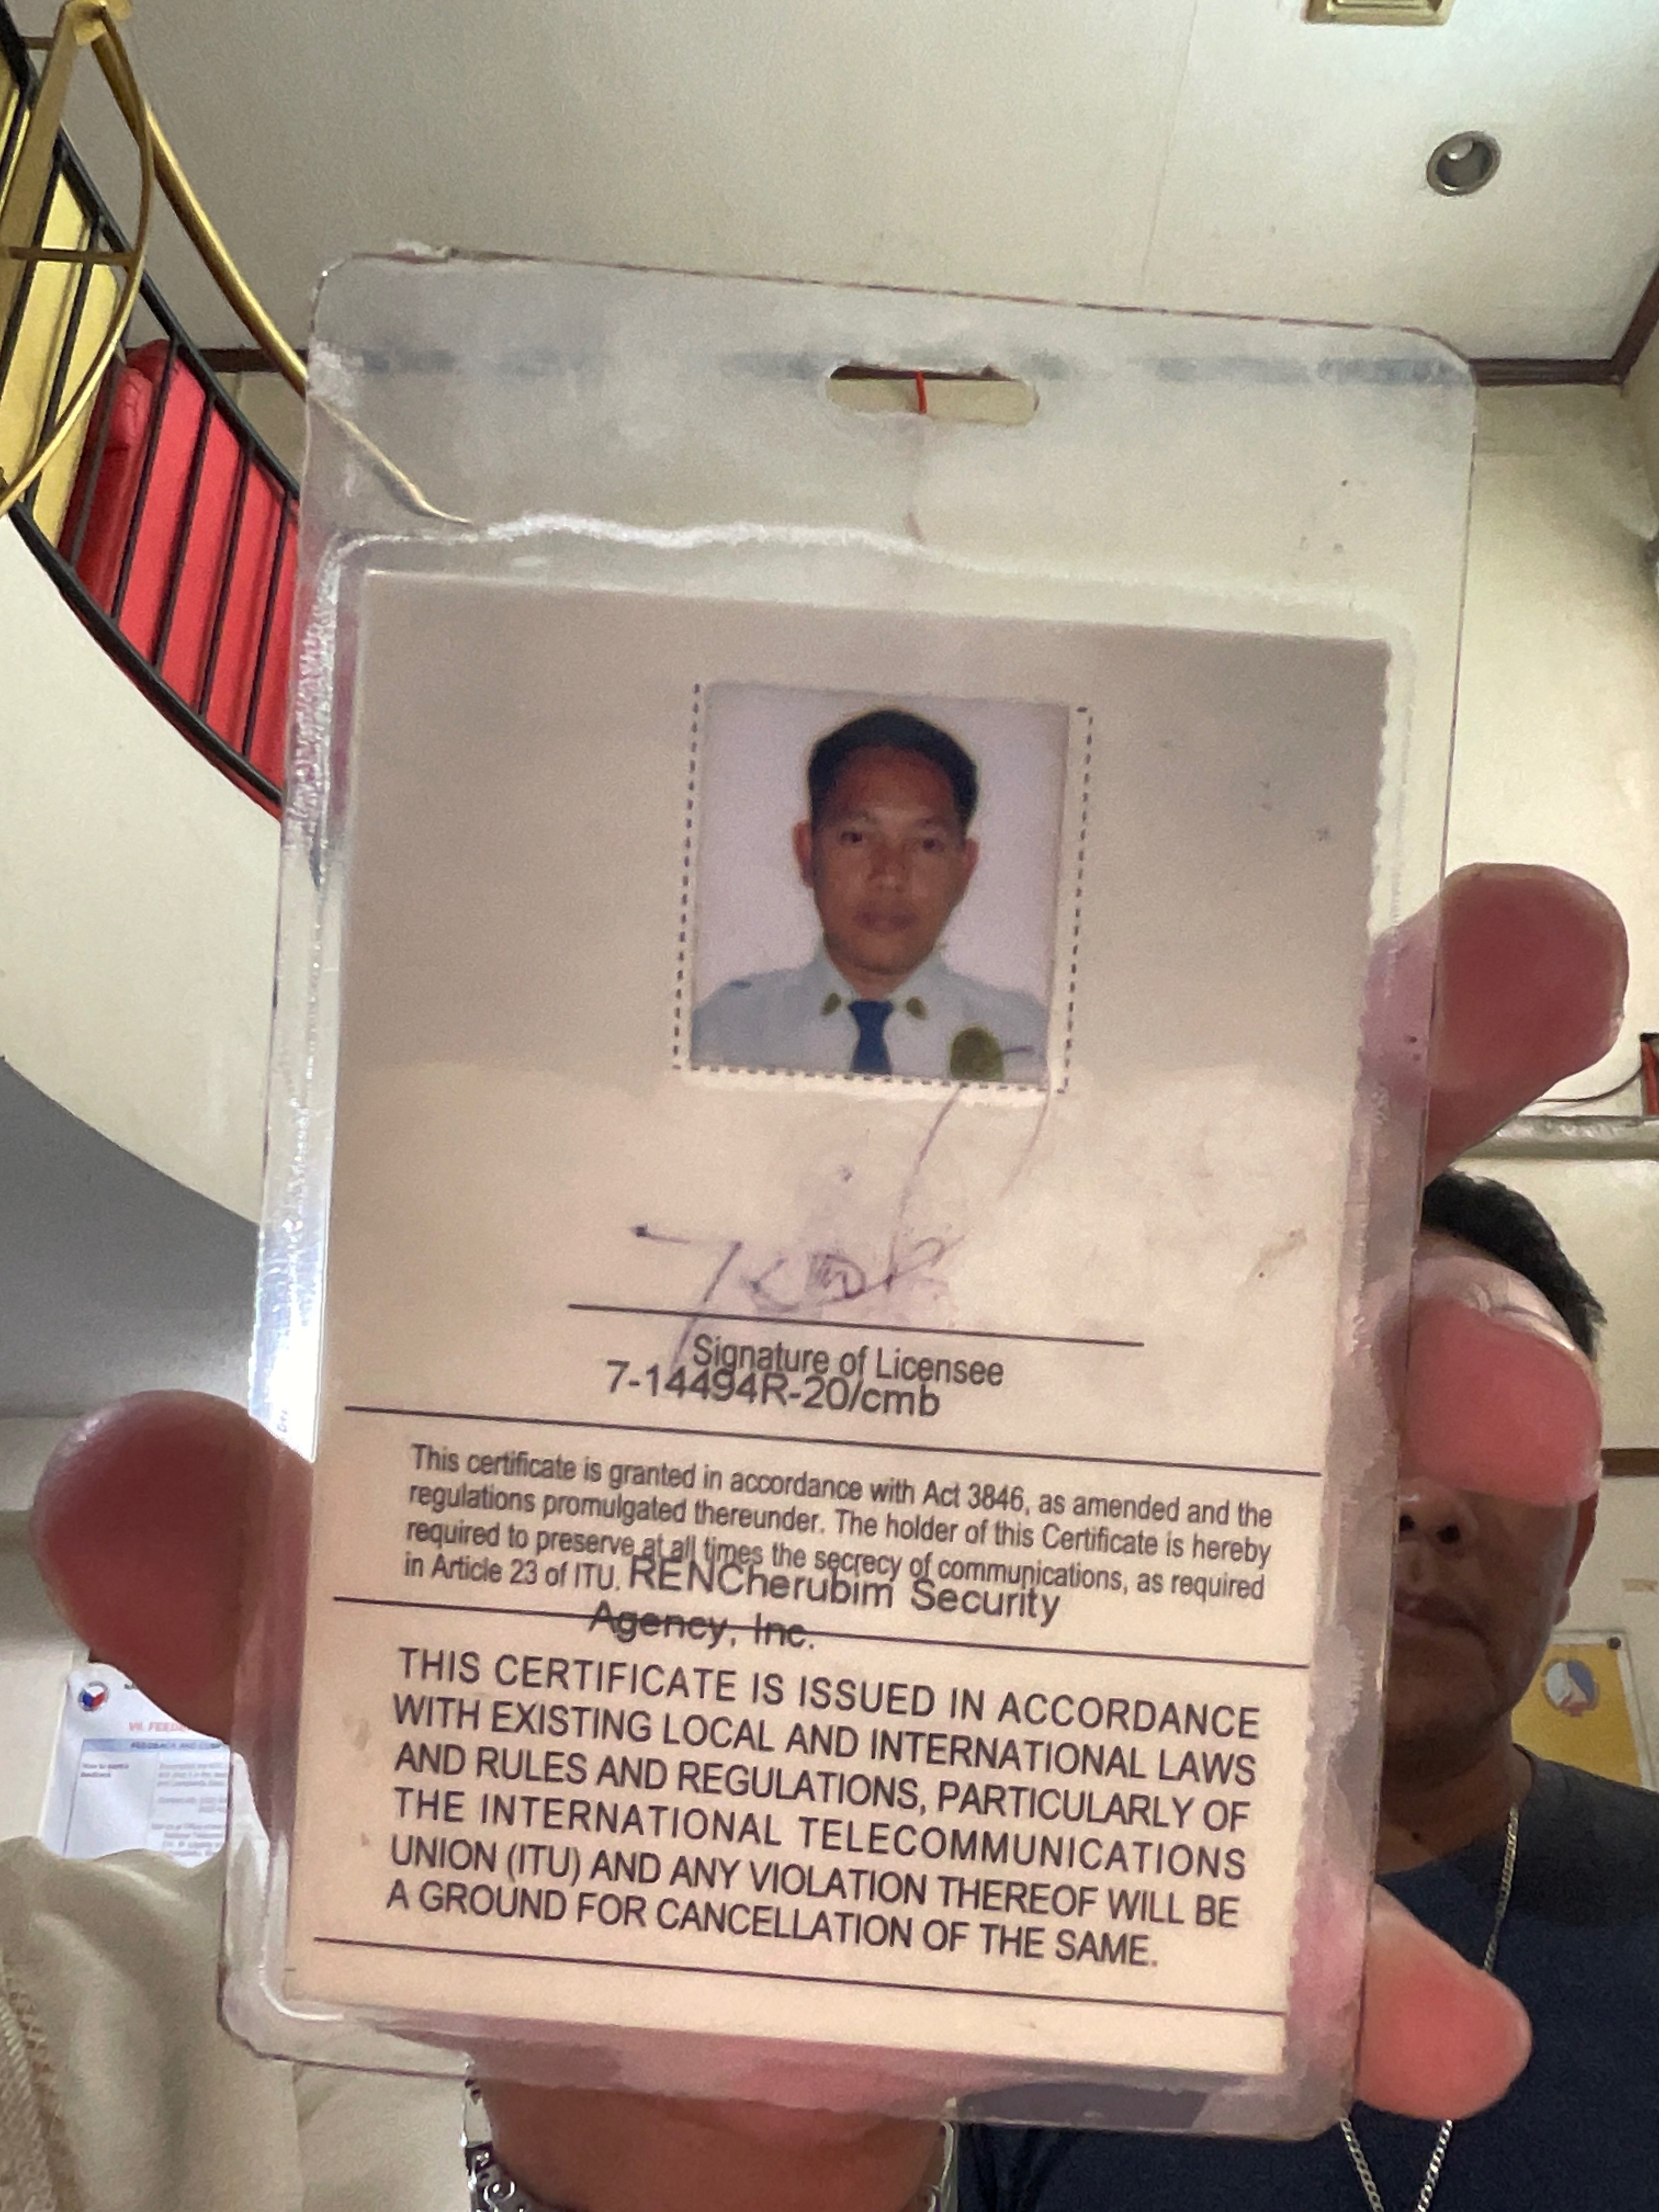 Signature of Licensee
7-14494R-20/cmb
This certificate is granted in accordance with Act 3846, as amended and the
regulations promulgated thereunder. The holder of this Certificate is hereby
required to preserve at all times the secrecy of communications, as required
in Article 23 of ITU. RENCherubim Security
Agency, Inc.
THIS CERTIFICATE IS ISSUED IN ACCORDANCE
WITH EXISTING LOCAL AND INTERNATIONAL LAWS
AND RULES AND REGULATIONS, PARTICULARLY OF
THE INTERNATIONAL TELECOMMUNICATIONS
UNION (ITU) AND ANY VIOLATION THEREOF WILL BE
A GROUND FOR CANCELLATION OF THE SAME.